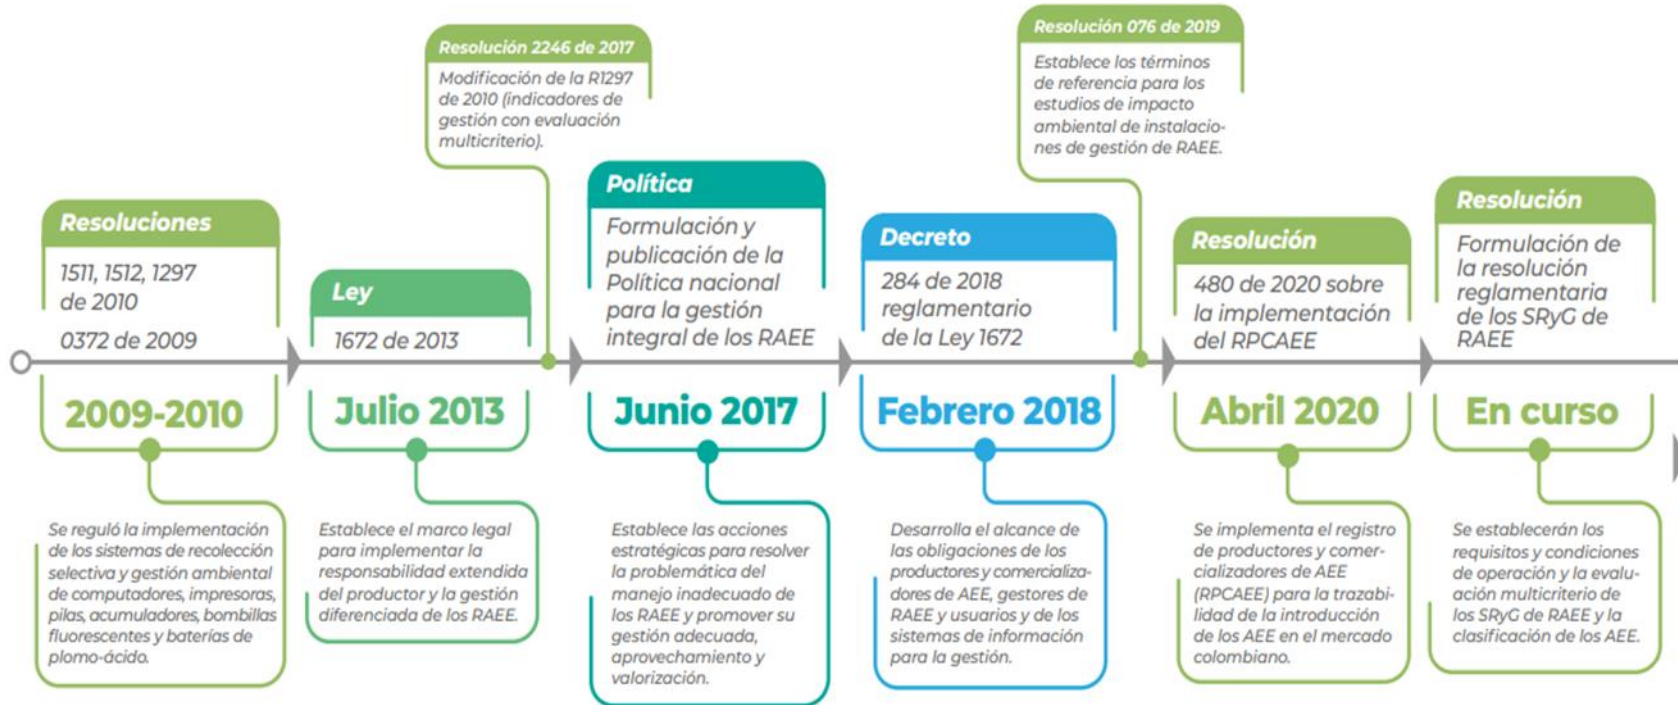 Resolución 2246 de 2017
Modificación de la R1297
de 2010 (indicadores de
gestión con evaluación
multicriterio).
Resolución 076 de 2019
Establece los términos
de referencia para los
estudios de impacto
ambiental de instalacio-
nes de gestión de RAEE.
Resoluciones
1511, 1512, 1297
de 2010
0372 de 2009
Ley
1672 de 2013
Política
Formulación y
publicación de la
Política nacional
para la gestión
integral de los RAEE
Decreto
284 de 2018
reglamentario
de la Ley 1672
Resolución
480 de 2020 sobre
la implementación
del RPCAEE
Resolución
Formulación de
la resolución
reglamentaria
de los SRyG de
RAEE
2009-2010
Julio 2013
Junio 2017
Febrero 2018
Abril 2020
En curso
Se reguló la implementación
de los sistemas de recolección
selectiva y gestión ambiental
de computadores, impresoras,
pilas, acumuladores, bombillas
fluorescentes y baterías de
plomo-ácido.
Establece el marco legal
para implementar la
responsabilidad extendida
del productor y la gestión
diferenciada de los RAEE.
Establece las acciones
estratégicas para resolver
la problemática del
manejo inadecuado de
los RAEE y promover su
gestión adecuada,
aprovechamiento y
valorización.
Desarrolla el alcance de
las obligaciones de los
productores y comercializa-
dores de AEE, gestores de
RAEE y usuarios y de los
sistemas de información
para la gestión.
Se implementa el registro
de productores y comer-
cializadores de AEE
(RPCAEE) para la trazabi-
lidad de la introducción
de los AEE en el mercado
colombiano.
Se establecerán los
requisitos y condiciones
de operación y la evalu-
ación multicriterio de
los SRyG de RAEE y la
clasificación de los AEE.